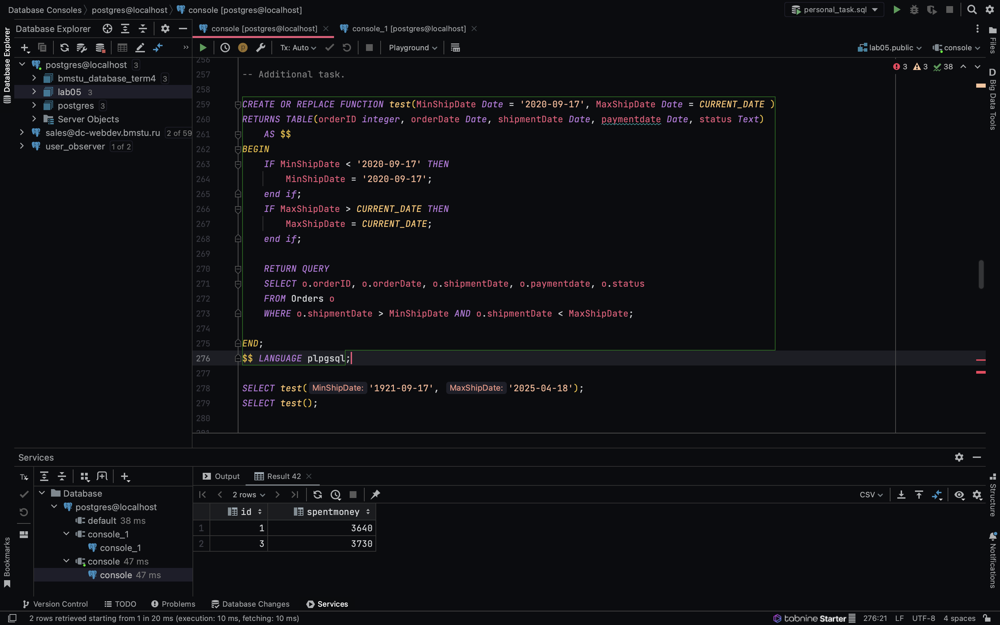 Database Consoles postgres@localhost console [postgres@localhost] personal_task.sql
Database Explorer
Database Explorer
console [postgres@localhost] console_1 [postgres@localhost]
Tx: Auto Playground lab05.public console
postgres@localhost 3
bmstu_database_term4 3
lab05 3
postgres 3
Server Objects
sales@dc-webdev.bmstu.ru 2 of 59
user_observer 1 of 2
3 3 38
256
257 -- Additional task.
258
259 CREATE OR REPLACE FUNCTION test(MinShipDate Date = '2020-09-17', MaxShipDate Date = CURRENT_DATE )
260 RETURNS TABLE(orderID integer, orderDate Date, shipmentDate Date, paymentdate Date, status Text)
261 AS $$
262 BEGIN
263 IF MinShipDate < '2020-09-17' THEN
264 MinShipDate = '2020-09-17';
265 end if;
266 IF MaxShipDate > CURRENT_DATE THEN
267 MaxShipDate = CURRENT_DATE;
268 end if;
269
270 RETURN QUERY
271 SELECT o.orderID, o.orderDate, o.shipmentDate, o.paymentdate, o.status
272 FROM Orders o
273 WHERE o.shipmentDate > MinShipDate AND o.shipmentDate < MaxShipDate;
274
275 END;
276 $$ LANGUAGE plpgsql;
277
278 SELECT test( MinShipDate: '1921-09-17', MaxShipDate: '2025-04-18');
279 SELECT test();
280
281
Files
D Big Data Tools
Services
Tx
Output Result 42
2 rows CSV
Database
postgres@localhost
default 38 ms
console_1
console_1
console 47 ms
console 47 ms
id spentmoney
1 1 3640
2 3 3730
Structure
Notifications
Bookmarks
Version Control TODO Problems Database Changes Services
2 rows retrieved starting from 1 in 20 ms (execution: 10 ms, fetching: 10 ms) tabnine Starter 276:21 LF UTF-8 4 spaces